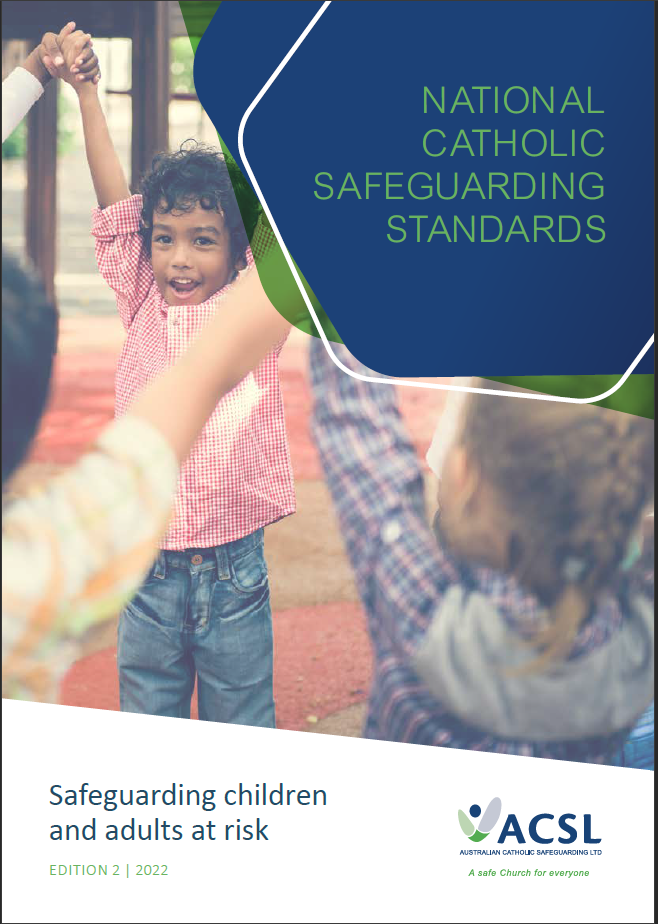 NATIONAL
CATHOLIC
SAFEGUARDING
STANDARDS
Safeguarding children
and adults at risk
EDITION 2 | 2022
ACSL
AUSTRALIAN CATHOLIC SAFEGUARDING LTD
A safe Church for everyone